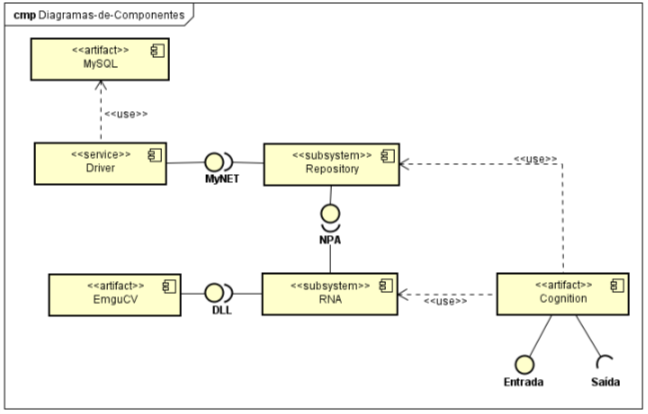 cmp Diagramas-de-Componentes
<<artifact>>
MySQL
<<use>>
<<service>>
Driver
MyNET
<<subsystem>>
Repository
<<use>>
NPA
<<artifact>>
EmguCV
DLL
<<subsystem>>
RNA
<<use>>
<<artifact>>
Cognition
Entrada
Saída